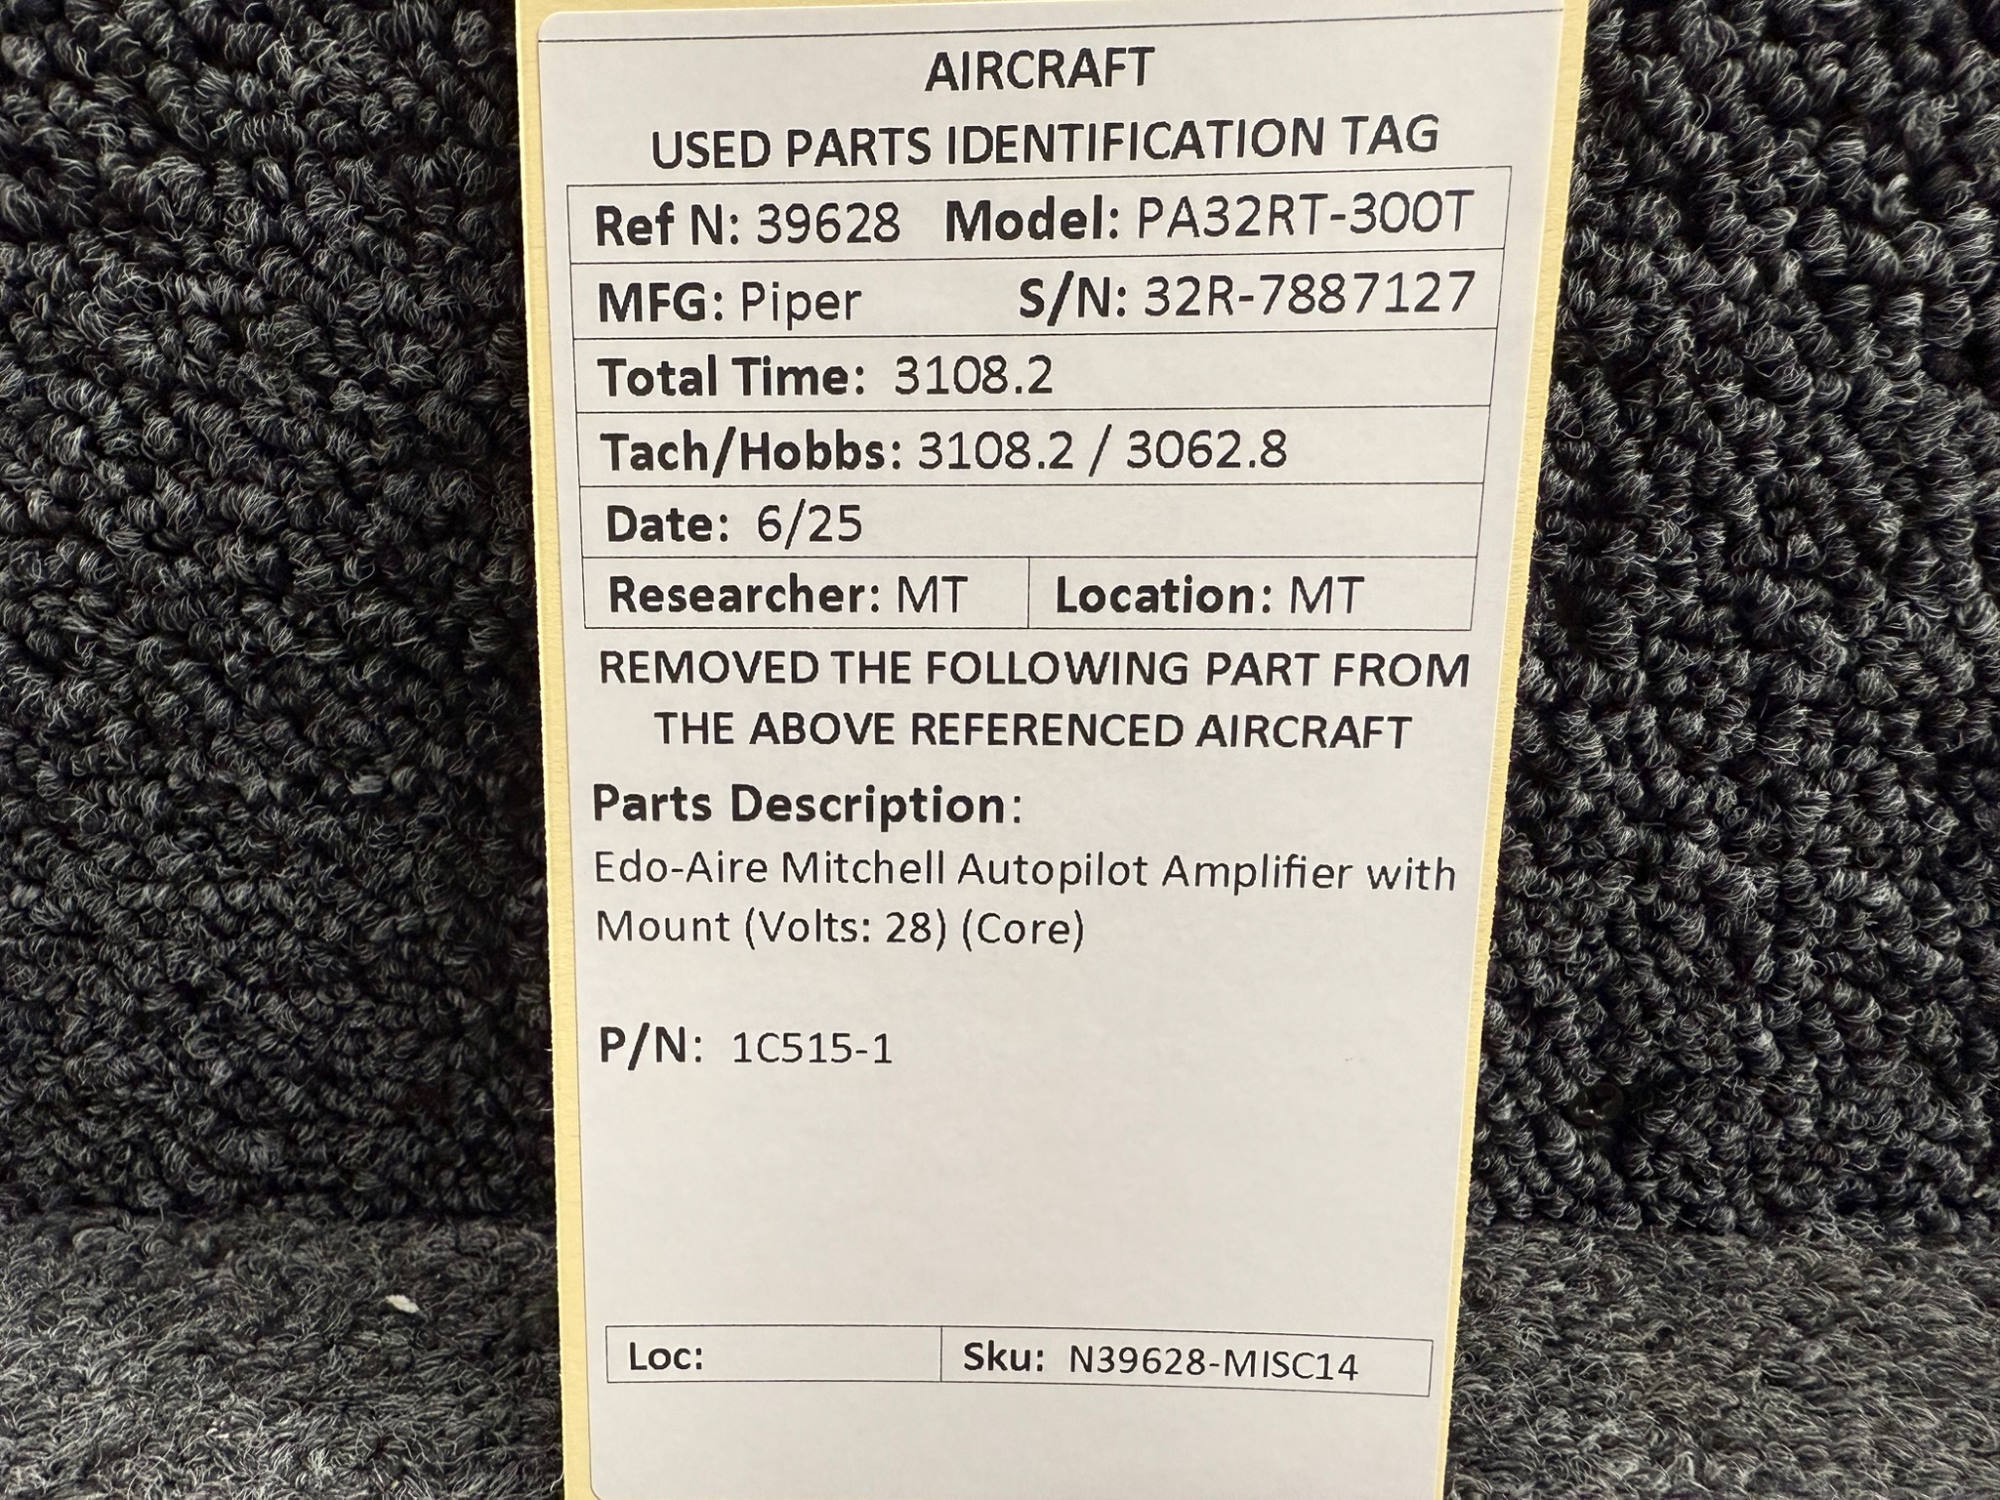 AIRCRAFT
USED PARTS IDENTIFICATION TAG
Ref N: 39628 Model: PA32RT-300T
MFG: Piper S/N: 32R-7887127
Total Time: 3108.2
Tach/Hobbs: 3108.2 / 3062.8
Date: 6/25
Researcher: MT Location: MT
REMOVED THE FOLLOWING PART FROM
THE ABOVE REFERENCED AIRCRAFT
Parts Description:
Edo-Aire Mitchell Autopilot Amplifier with
Mount (Volts: 28) (Core)
P/N: 1C515-1
Loc: Sku: N39628-MISC14